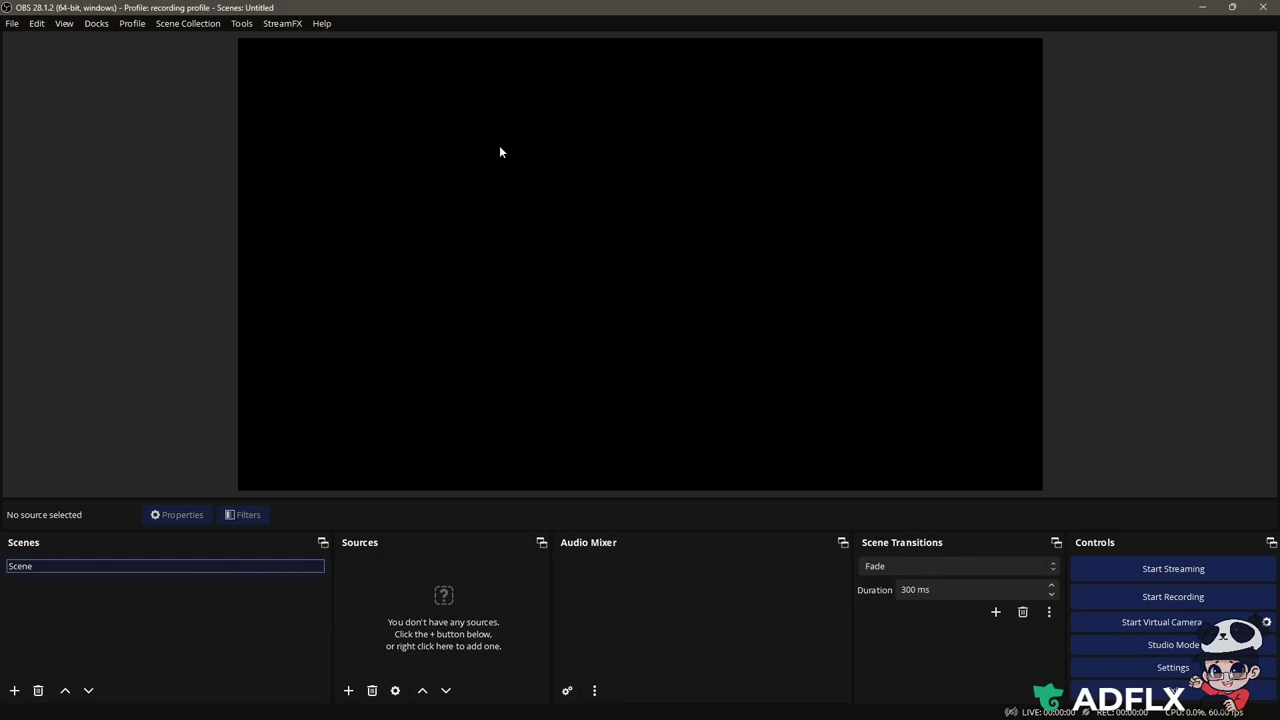 OBS 28.1.2 (64-bit, windows) - Profile: recording profile - Scenes: Untitled
File Edit View Docks Profile Scene Collection Tools StreamFX Help
No source selected Properties Filters
Scenes
Scene
Sources
You don't have any sources.
Click the + button below,
or right click here to add one.
Audio Mixer
Scene Transitions
Fade
Duration 300 ms
Controls
Start Streaming
Start Recording
Start Virtual Camera
Studio Mode
Settings
ADFLX
LIVE: 00:00:00 REC: 00:00:00 CPU: 0.0%, 60.00 fps